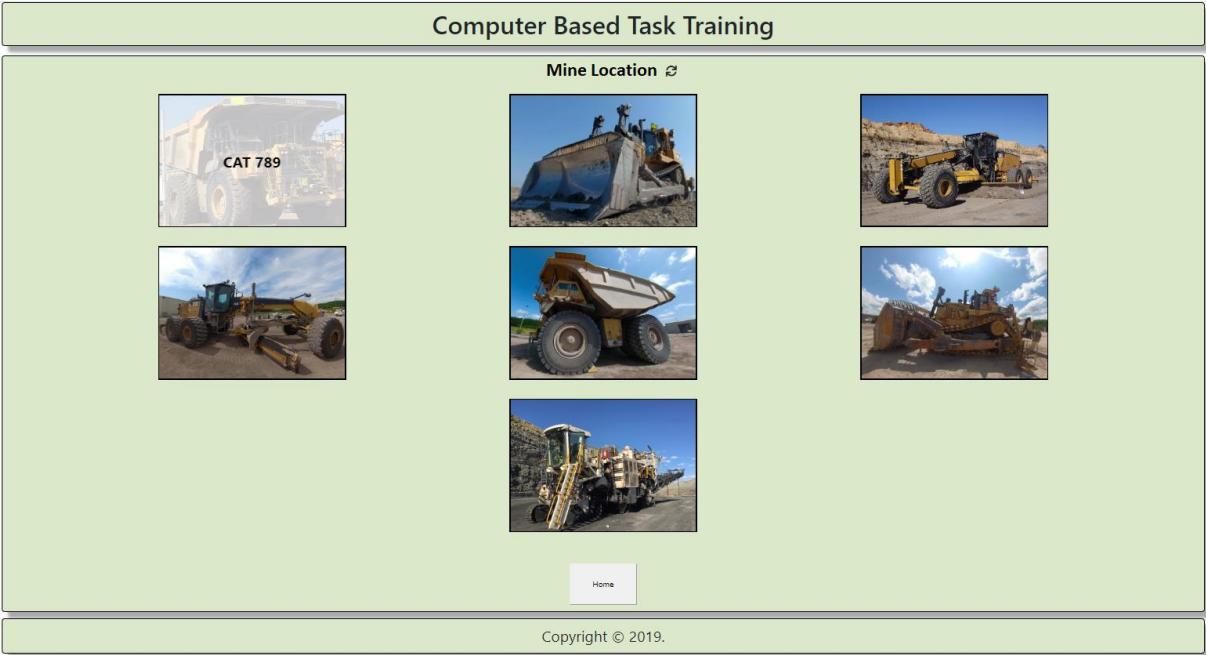 Computer Based Task Training
Mine Location
CAT 789
Home
Copyright © 2019.